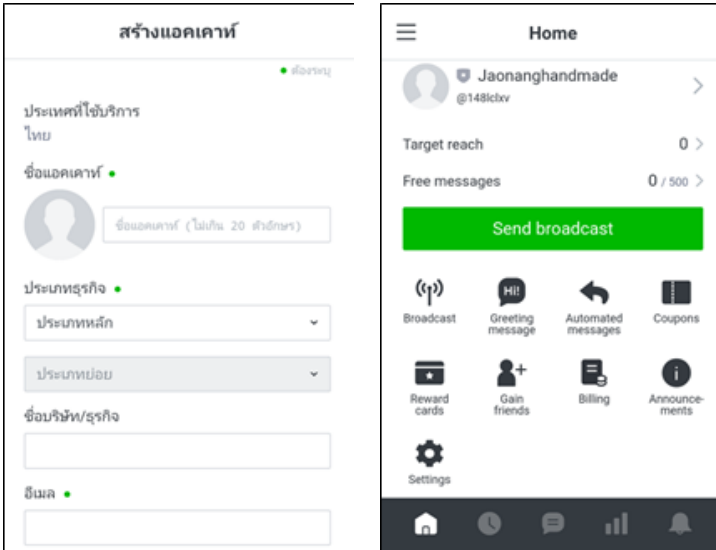 สร้างแอคเคาท์
ต้องระบุ
ประเทศที่ใช้บริการ
ไทย
ชื่อแอคเคาท์
ชื่อแอคเคาท์ (ไม่เกิน 20 ตัวอักษร)
ประเภทธุรกิจ
ประเภทหลัก
ประเภทย่อย
ชื่อบริษัท/ธุรกิจ
อีเมล
Home
Jaonanghandmade
@148lclxv
Target reach 0
Free messages 0 / 500
Send broadcast
Hi!
Broadcast
Greeting message
Automated messages
Coupons
Reward cards
Gain friends
Billing
Announce-ments
Settings